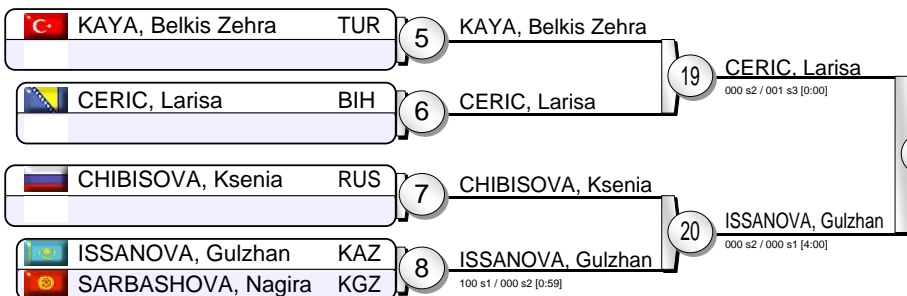 KAYA, Belkis Zehra TUR
5
KAYA, Belkis Zehra
19
CERIC, Larisa
000 s2 / 001 s3 [0:00]
CERIC, Larisa BIH
6
CERIC, Larisa
CHIBISOVA, Ksenia RUS
7
CHIBISOVA, Ksenia
20
ISSANOVA, Gulzhan
000 s2 / 000 s1 [4:00]
ISSANOVA, Gulzhan KAZ
8
ISSANOVA, Gulzhan
100 s1 / 000 s2 [0:59]
SARBASHOVA, Nagira KGZ